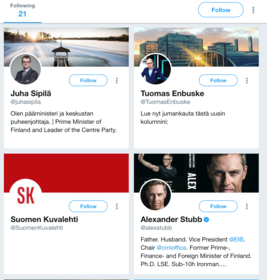 Following
21
Follow
Follow
Juha Sipilä
@juhasipila
Olen pääministeri ja keskustan
puheenjohtaja. | Prime Minister of
Finland and Leader of the Centre Party.
Follow
Tuomas Enbuske
@TuomasEnbuske
Lue nyt jumankauta tästä uusin
kolumnini:
SK
Follow
Suomen Kuvalehti
@SuomenKuvalehti
ALEX
Follow
Alexander Stubb
@alexstubb
Father. Husband. Vice President @EIB.
Chair @cmioffice. Former Prime-,
Finance- and Foreign Minister of Finland.
Ph.D. LSE. Sub-10h Ironman....